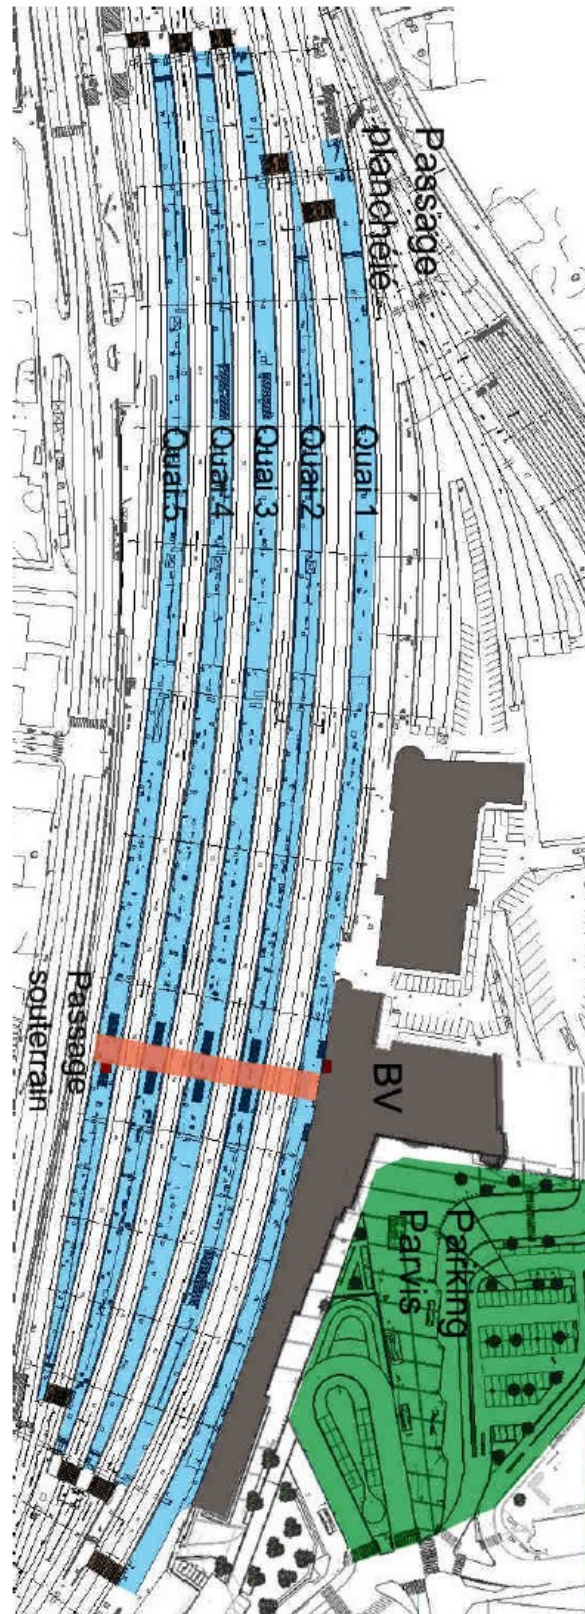 Passage
planchéié
Quai 1
Quai 2
Quai 3
Quai 4
Quai 5
BV
Passage
souterrain
Parking
Parvis